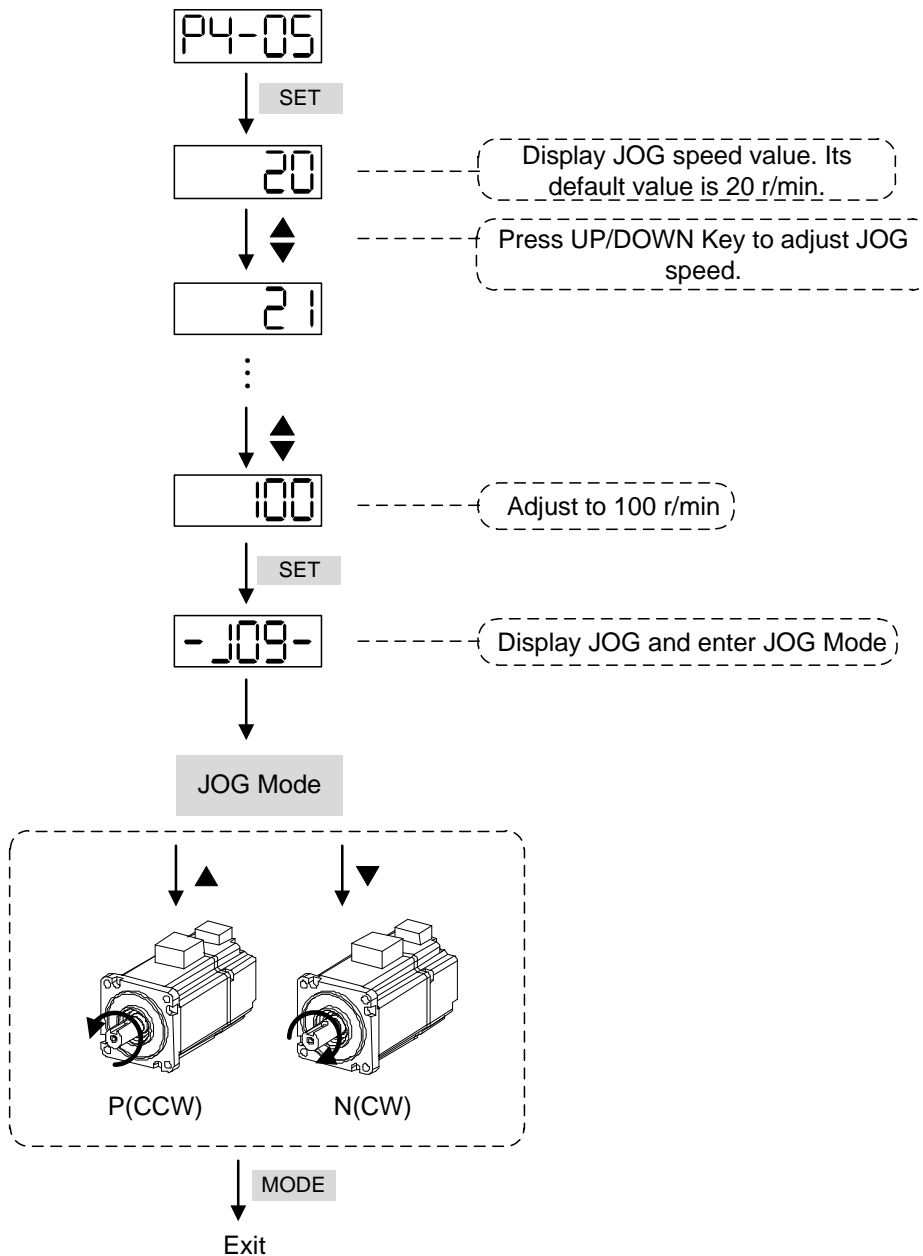 P4-05
SET
20
Display JOG speed value. Its
default value is 20 r/min.
Press UP/DOWN Key to adjust JOG
speed.
21
100
Adjust to 100 r/min
SET
-JOG-
Display JOG and enter JOG Mode
JOG Mode
P(CCW)
N(CW)
MODE
Exit